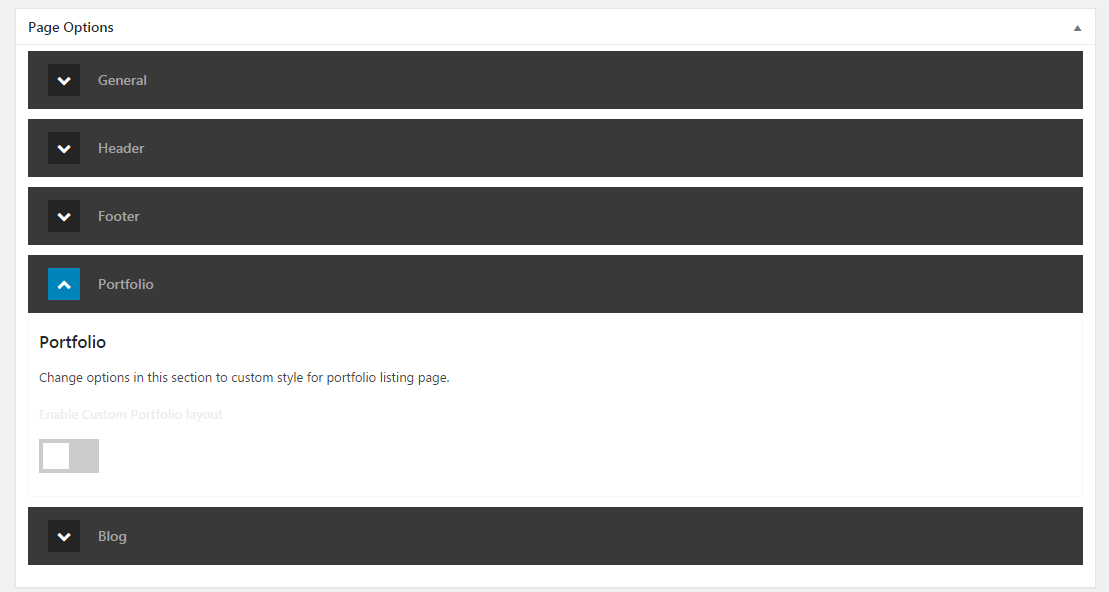 Page Options
General
Header
Footer
Portfolio
Portfolio
Change options in this section to custom style for portfolio listing page.
Enable Custom Portfolio layout
Blog